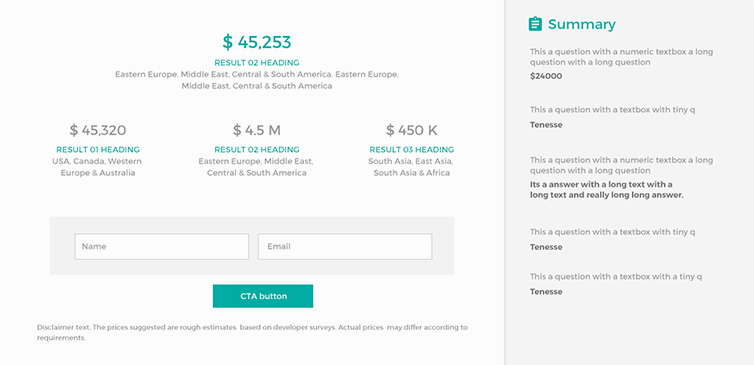 $ 45,253
RESULT 02 HEADING
Eastern Europe, Middle East, Central & South America. Eastern Europe,
Middle East, Central & South America
$ 45,320
RESULT 01 HEADING
USA, Canada, Western
Europe & Australia
$ 4.5 M
RESULT 02 HEADING
Eastern Europe, Middle East,
Central & South America
$ 450 K
RESULT 03 HEADING
South Asia, East Asia,
South Asia & Africa
Name
Email
CTA button
Disclaimer text. The prices suggested are rough estimates based on developer surveys. Actual prices may differ according to
requirements.
Summary
This a question with a numeric textbox a long
question with a long question
$24000
This a question with a textbox with tiny q
Tenesse
This a question with a numeric textbox a long
question with a long question
Its a answer with a long text with a
long text and really long long answer.
This a question with a textbox with tiny q
Tenesse
This a question with a textbox with a tiny q
Tenesse